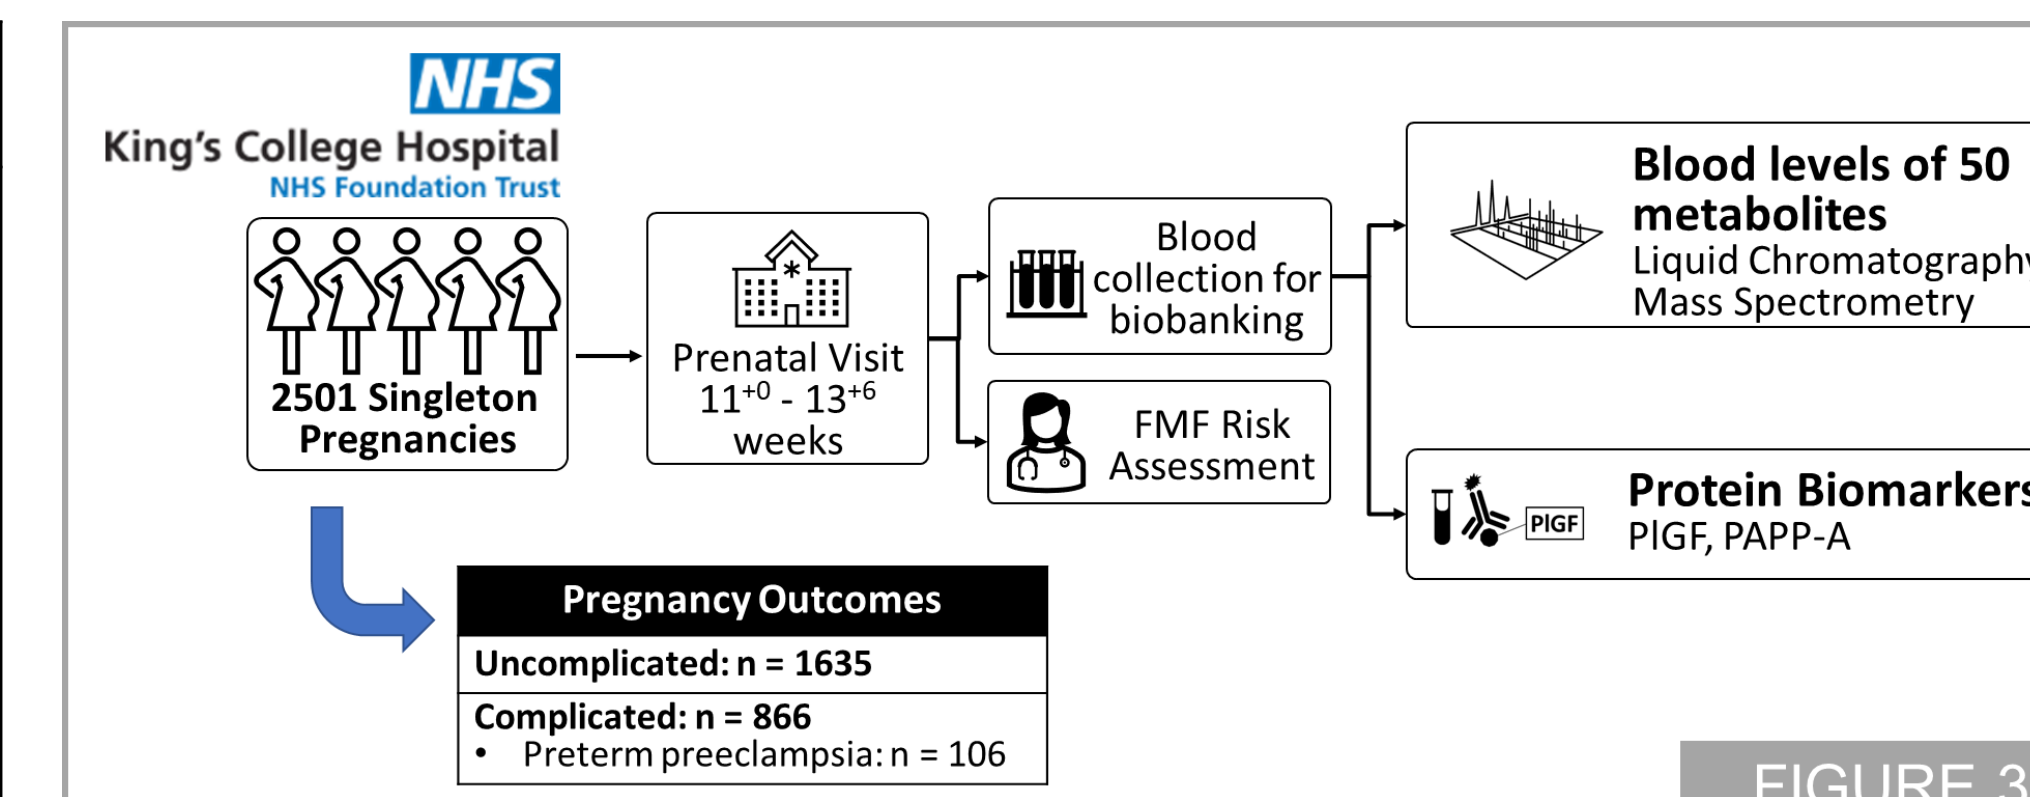 NHS
King's College Hospital
NHS Foundation Trust
2501 Singleton
Pregnancies
Prenatal Visit
11+0 - 13+6
weeks
Blood
collection for
biobanking
FMF Risk
Assessment
Blood levels of 50
metabolites
Liquid Chromatography
Mass Spectrometry
Protein Biomarkers
PlGF, PAPP-A
PlGF
Pregnancy Outcomes
Uncomplicated: n = 1635
Complicated: n = 866
• Preterm preeclampsia: n = 106
FIGURE 3